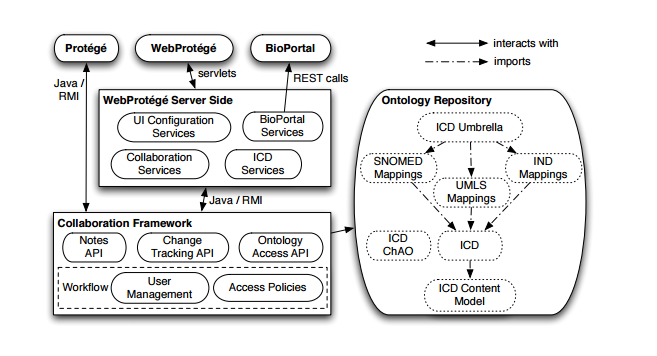 Protégé
WebProtégé
BioPortal
interacts with
imports
Java /
RMI
servlets
REST calls
WebProtégé Server Side
UI Configuration
Services
BioPortal
Services
Collaboration
Services
ICD
Services
Java / RMI
Collaboration Framework
Notes
API
Change
Tracking API
Ontology
Access API
Workflow
User
Management
Access Policies
Ontology Repository
ICD Umbrella
SNOMED
Mappings
UMLS
Mappings
IND
Mappings
ICD
ChAO
ICD
ICD Content
Model